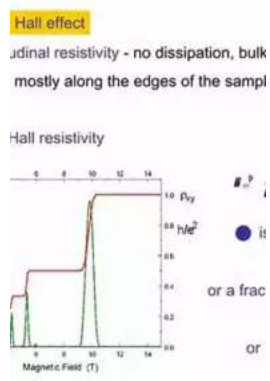 Hall effect
udinal resistivity - no dissipation, bulk
mostly along the edges of the sampl
Hall resistivity
6 8 10 12 14
1.0 ρxy
h/e²
0.8
is
0.6
0.4
or a frac
0.2
0.0
6 8 10 12 14
or
Magnetic Field (T)